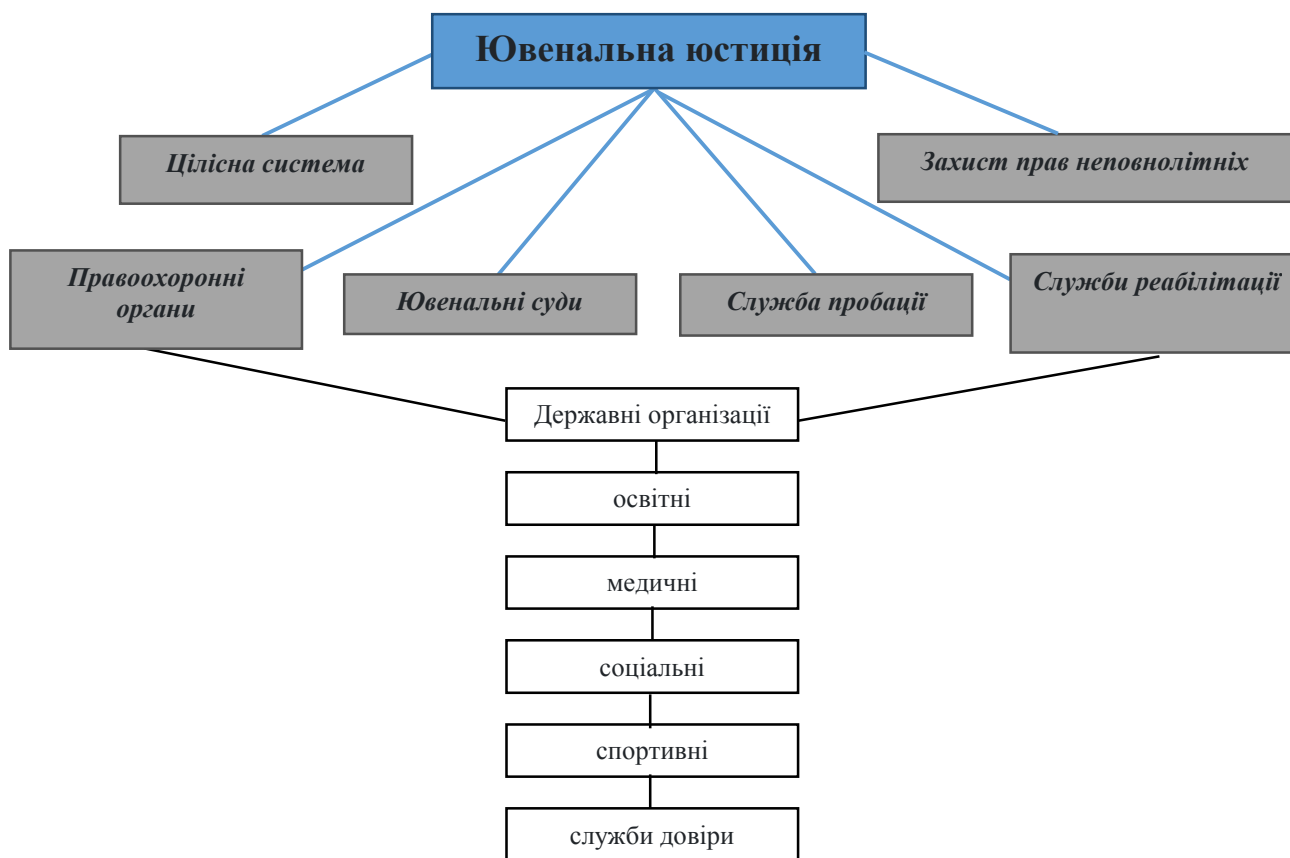 Ювенальна юстиція
Цілісна система
Захист прав неповнолітніх
Правоохоронні
органи
Ювенальні суди
Служба пробації
Служби реабілітації
Державні організації
освітні
медичні
соціальні
спортивні
служби довіри